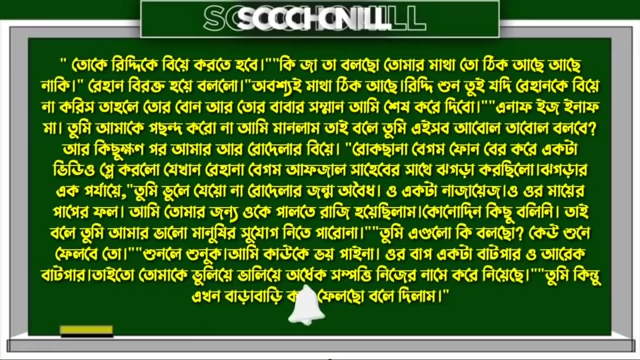 SOCCHONILL
" তোকে রিদ্দিকে বিয়ে করতে হবে।""কি জা তা বলছো তোমার মাথা তো ঠিক আছে আছে
নাকি।" রেহান বিরক্ত হয়ে বললো।"অবশ্যই মাথা ঠিক আছে।রিদ্দি শুন তুই যদি রেহানকে বিয়ে
না করিস তাহলে তোর বোন আর তোর বাবার সম্মান আমি শেষ করে দিবো।""এনাফ ইজ ইনাফ
মা। তুমি আমাকে পছন্দ করো না আমি মানলাম তাই বলে তুমি এইসব আবোল তাবোল বলবে?
আর কিছুক্ষণ পর আমার আর রোদেলার বিয়ে। "রোকছানা বেগম ফোন বের করে একটা
ভিডিও প্লে করলো যেখান রেহানা বেগম আফজাল সাহেবের সাথে ঝগড়া করছিলো।ঝগড়ার
এক পর্যায়ে,"তুমি ভুলে যেয়ো না রোদেলার জন্ম অবৈধ। ও একটা নাজায়েজ।ও ওর মায়ের
পাপের ফল। আমি তোমার জন্য ওকে পালতে রাজি হয়েছিলাম।কোনোদিন কিছু বলিনি। তাই
বলে তুমি আমার ভালো মানুষির সুযোগ নিতে পারোনা।""তুমি এগুলো কি বলছো? কেউ শুনে
ফেলবে তো।""শুনলে শুনুক।আমি কাউকে ভয় পাইনা। ওর বাপ একটা বাটপার ও আরেক
বাটপার।তাইতো তোমাকে ভুলিয়ে ভালিয়ে অর্ধেক সম্পত্তি নিজের নামে করে নিয়েছে।""তুমি কিন্তু
এখন বাড়াবাড়ি ফেলছো বলে দিলাম।"